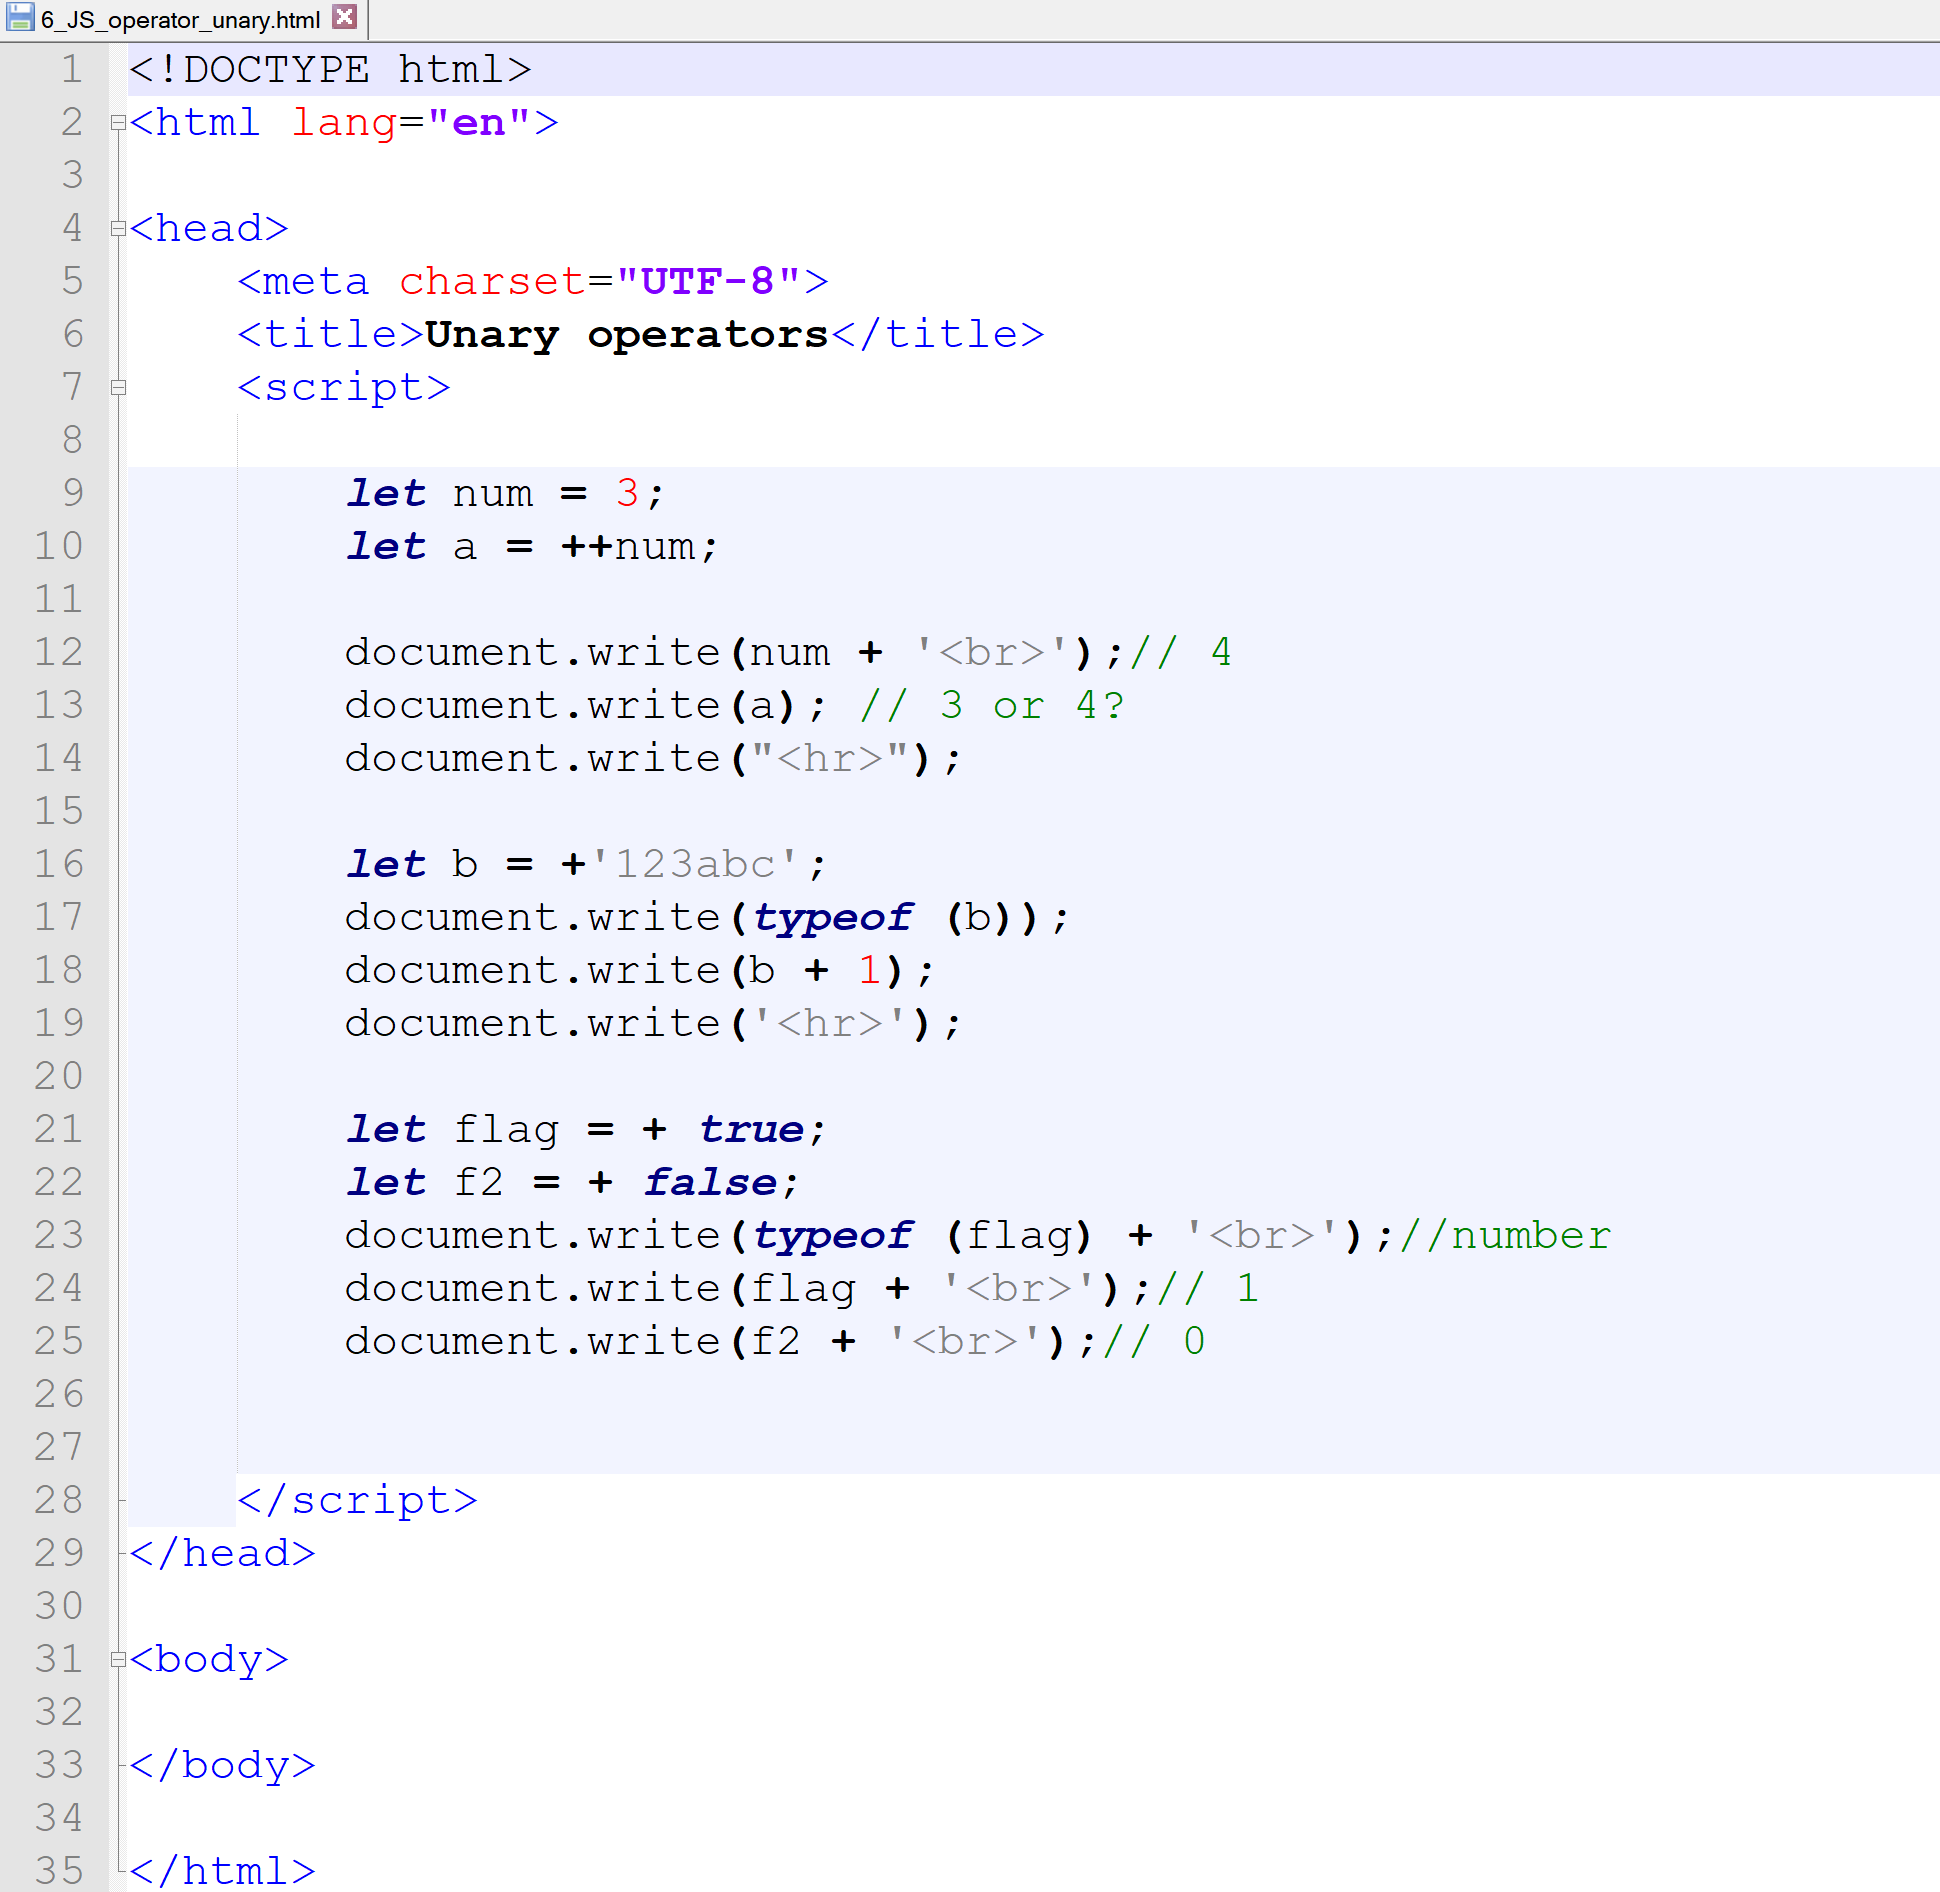 6_JS_operator_unary.html
1 <!DOCTYPE html>
2 <html lang="en">
3
4 <head>
5 <meta charset="UTF-8">
6 <title>Unary operators</title>
7 <script>
8
9 let num = 3;
10 let a = ++num;
11
12 document.write(num + '<br>');// 4
13 document.write(a); // 3 or 4?
14 document.write("<hr>");
15
16 let b = +'123abc';
17 document.write(typeof (b));
18 document.write(b + 1);
19 document.write('<hr>');
20
21 let flag = + true;
22 let f2 = + false;
23 document.write(typeof (flag) + '<br>');//number
24 document.write(flag + '<br>');// 1
25 document.write(f2 + '<br>');// 0
26
27
28 </script>
29 </head>
30
31 <body>
32
33 </body>
34
35 </html>